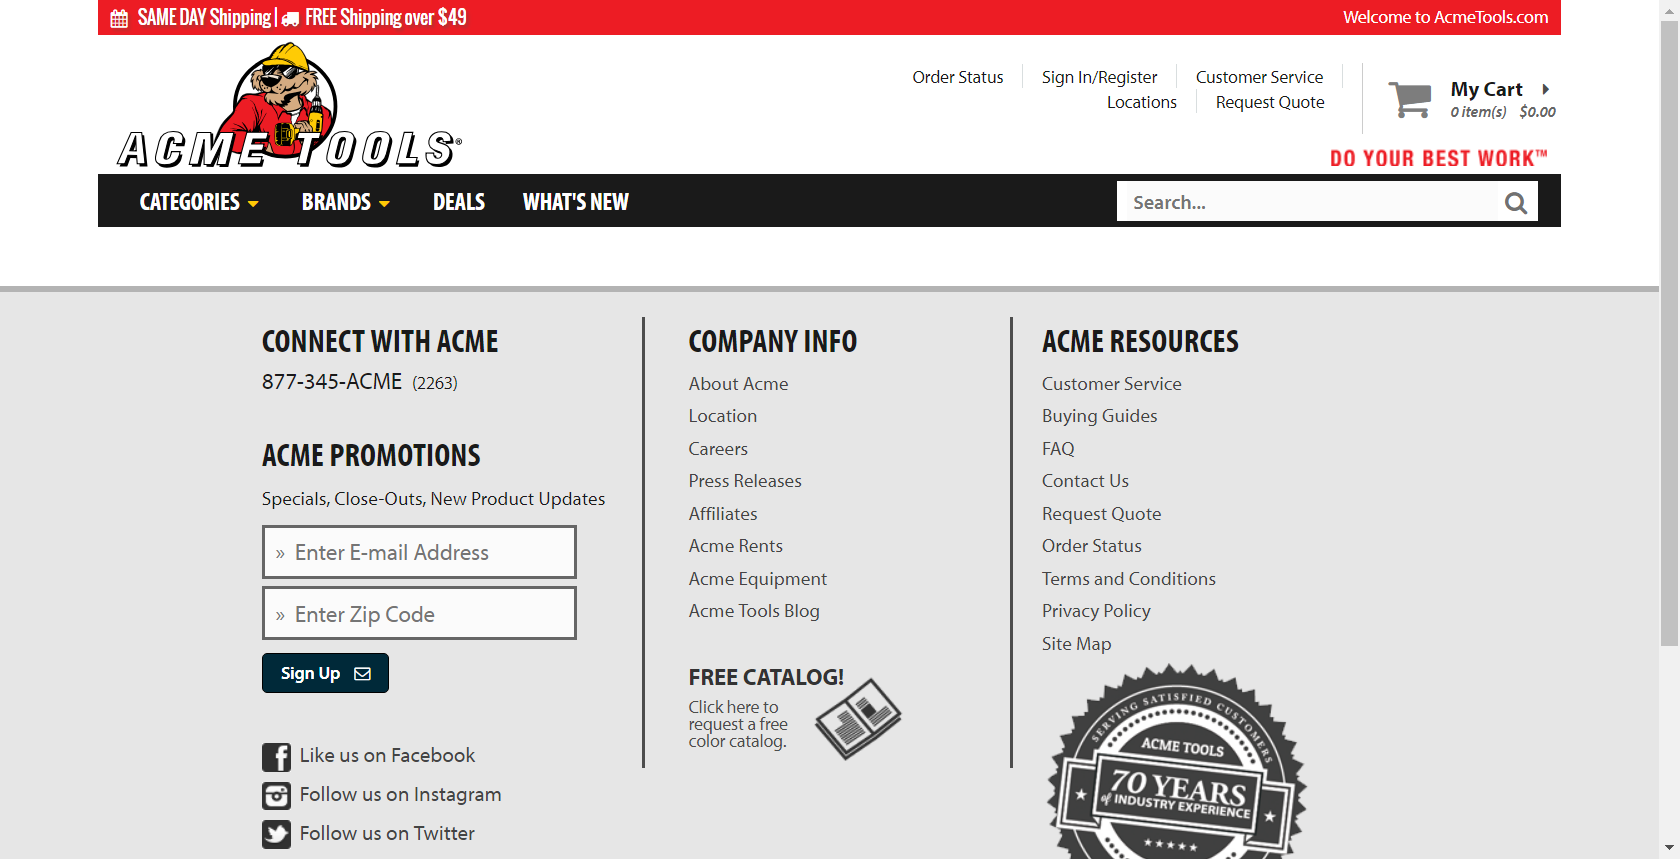 SAME DAY Shipping | FREE Shipping over $49
Welcome to AcmeTools.com
ACME TOOLS®
Order Status
Sign In/Register
Customer Service
Locations
Request Quote
My Cart
0 item(s) $0.00
DO YOUR BEST WORK™
CATEGORIES
BRANDS
DEALS
WHAT'S NEW
Search...
CONNECT WITH ACME
877-345-ACME (2263)
ACME PROMOTIONS
Specials, Close-Outs, New Product Updates
» Enter E-mail Address
» Enter Zip Code
Sign Up
Like us on Facebook
Follow us on Instagram
Follow us on Twitter
COMPANY INFO
About Acme
Location
Careers
Press Releases
Affiliates
Acme Rents
Acme Equipment
Acme Tools Blog
FREE CATALOG!
Click here to
request a free
color catalog.
ACME RESOURCES
Customer Service
Buying Guides
FAQ
Contact Us
Request Quote
Order Status
Terms and Conditions
Privacy Policy
Site Map
SERVING SATISFIED CUSTOMERS
ACME TOOLS
70 YEARS
of INDUSTRY EXPERIENCE